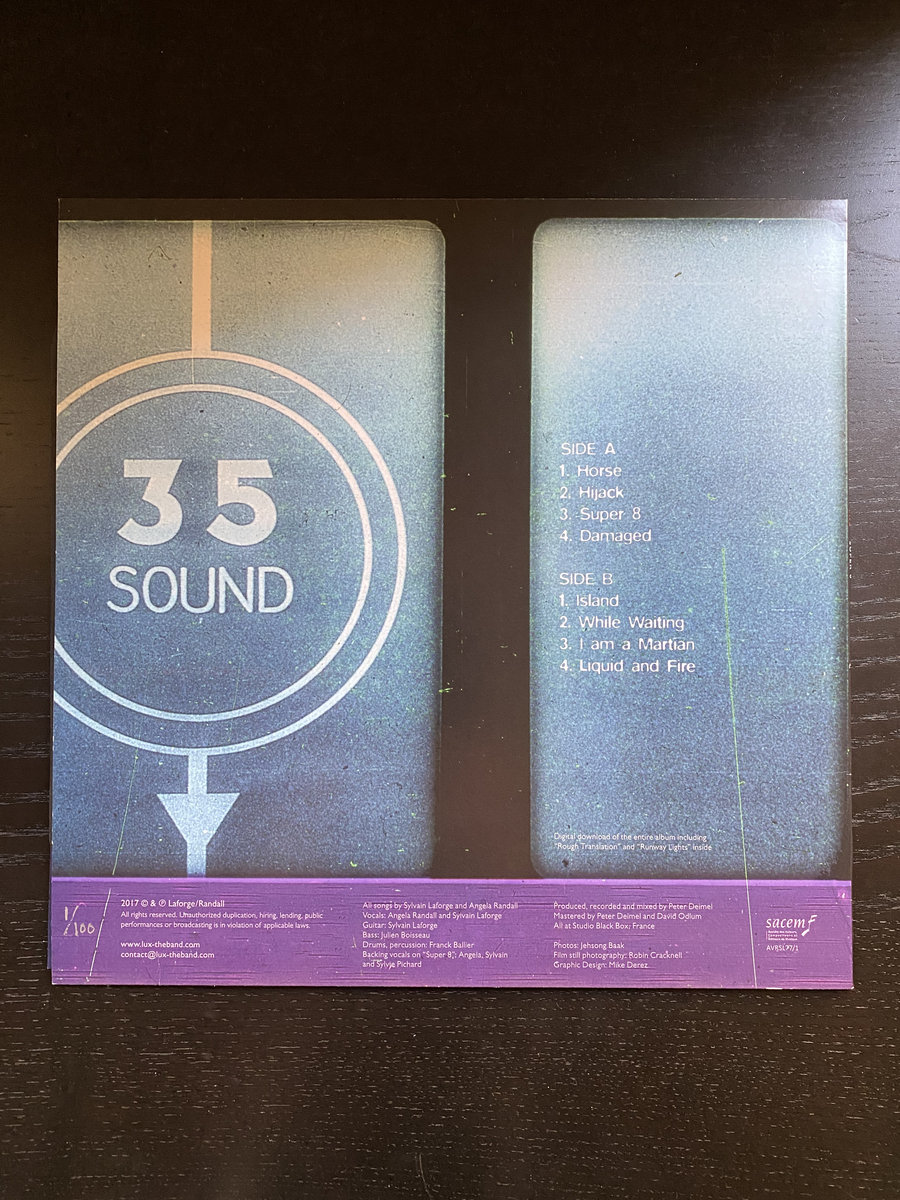 35
SOUND
SIDE A
1. Horse
2. Hijack
3. Super 8
4. Damaged
SIDE B
1. Island
2. While Waiting
3. I am a Martian
4. Liquid and Fire
Digital download of the entire album including
"Rough Translation" and "Runway Lights" inside
1/100
2017 © & ℗ Laforge/Randall
All rights reserved. Unauthorized duplication, hiring, lending, public
performances or broadcasting is in violation of applicable laws.
www.lux-theband.com
contact@lux-theband.com
All songs by Sylvain Laforge and Angela Randall
Vocals: Angela Randall and Sylvain Laforge
Guitar: Sylvain Laforge
Bass: Julien Boisseau
Drums, percussion: Franck Ballier
Backing vocals on "Super 8": Angela, Sylvain
and Sylvie Pichard
Produced, recorded and mixed by Peter Deimel
Mastered by Peter Deimel and David Odlum
All at Studio Black Box, France
Photos: Jehsong Baak
Film still photography: Robin Cracknell
Graphic Design: Mike Derez
sacem
AVRSL77/1